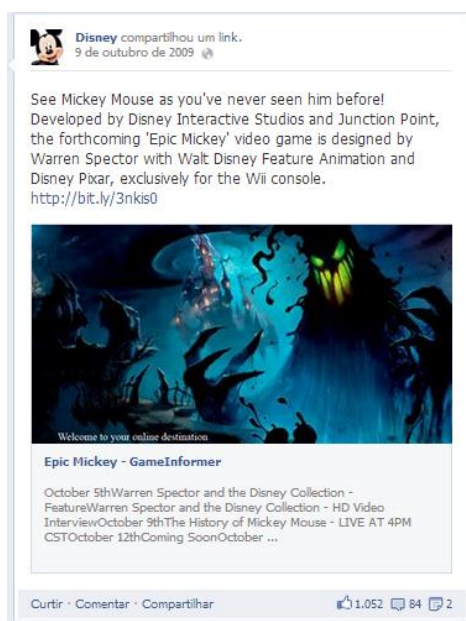 Disney compartilhou um link.
9 de outubro de 2009
See Mickey Mouse as you've never seen him before!
Developed by Disney Interactive Studios and Junction Point,
the forthcoming 'Epic Mickey' video game is designed by
Warren Spector with Walt Disney Feature Animation and
Disney Pixar, exclusively for the Wii console.
http://bit.ly/3nkis0
Welcome to your online destination
Epic Mickey - GameInformer
October 5thWarren Spector and the Disney Collection -
FeatureWarren Spector and the Disney Collection - HD Video
InterviewOctober 9thThe History of Mickey Mouse - LIVE AT 4PM
CSTOctober 12thComing SoonOctober ...
Curtir · Comentar · Compartilhar 1.052 84 2